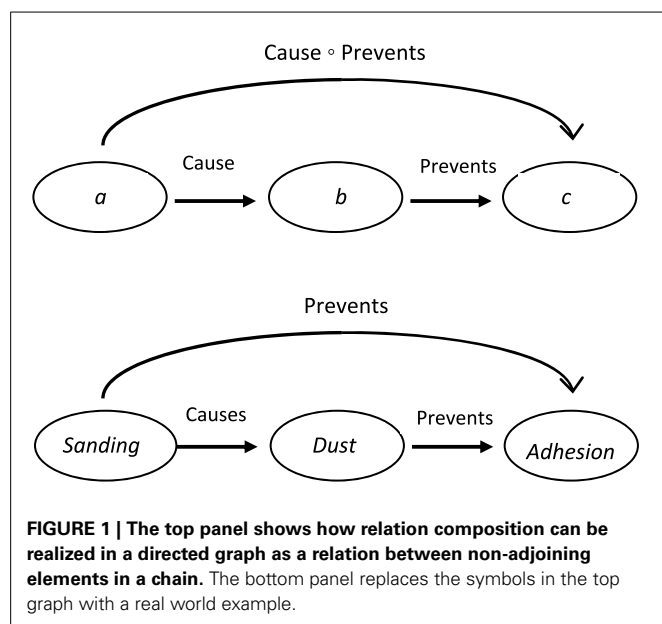 Cause ∘ Prevents
Cause
Prevents
a
b
c
Prevents
Causes
Prevents
Sanding
Dust
Adhesion
FIGURE 1 | The top panel shows how relation composition can be
realized in a directed graph as a relation between non-adjoining
elements in a chain. The bottom panel replaces the symbols in the top
graph with a real world example.